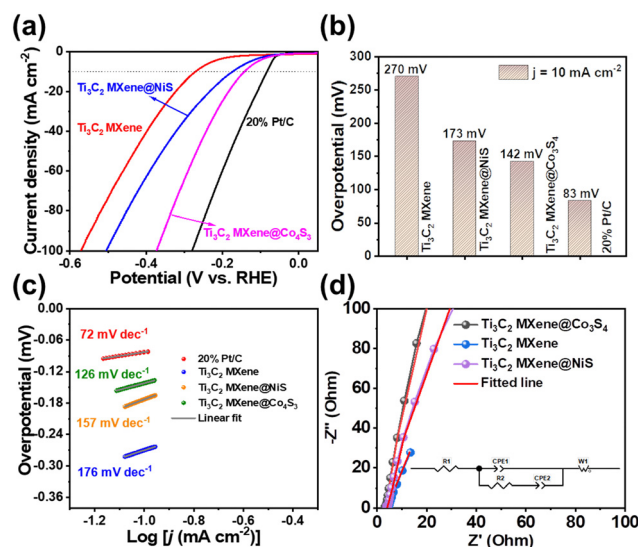 (a)
Current density (mA cm⁻²)
0
-20
-40
-60
-80
-100
Ti₃C₂ MXene@NiS
Ti₃C₂ MXene
20% Pt/C
Ti₃C₂ MXene@Co₄S₃
-0.6
-0.4
-0.2
0.0
Potential (V vs. RHE)
(b)
Overpotential (mV)
300
250
200
150
100
50
0
j = 10 mA cm⁻²
270 mV
173 mV
142 mV
83 mV
Ti₃C₂ MXene
Ti₃C₂ MXene@NiS
Ti₃C₂ MXene@Co₃S₄
20% Pt/C
(c)
Overpotential (mV)
0.00
-0.06
-0.12
-0.18
-0.24
-0.30
-0.36
72 mV dec⁻¹
126 mV dec⁻¹
157 mV dec⁻¹
176 mV dec⁻¹
20% Pt/C
Ti₃C₂ MXene
Ti₃C₂ MXene@NiS
Ti₃C₂ MXene@Co₄S₃
Linear fit
-1.2
-1.0
-0.8
-0.6
-0.4
Log [j (mA cm⁻²)]
(d)
-Z'' (Ohm)
100
80
60
40
20
0
Ti₃C₂ MXene@Co₃S₄
Ti₃C₂ MXene
Ti₃C₂ MXene@NiS
Fitted line
R1
CPE1
W1
R2
CPE2
0
20
40
60
80
100
Z' (Ohm)